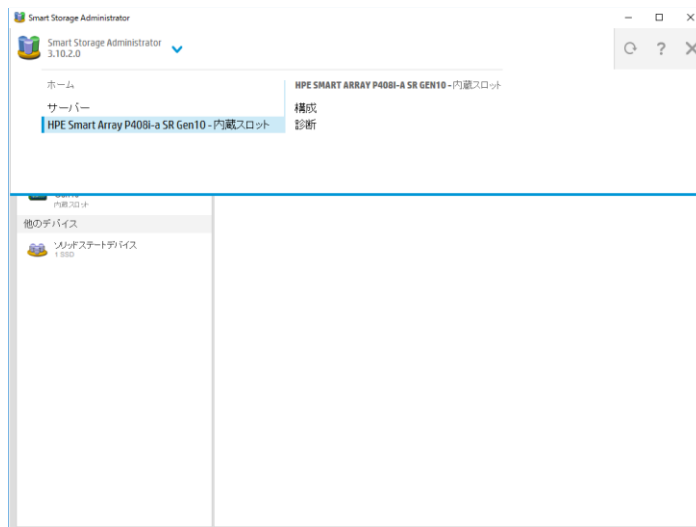 Smart Storage Administrator
Smart Storage Administrator
3.10.2.0
ホーム
サーバー
HPE Smart Array P408i-a SR Gen10 - 内蔵スロット
HPE SMART ARRAY P408I-A SR GEN10 - 内蔵スロット
構成
診断
内蔵スロット
他のデバイス
ソリッドステートデバイス
1 SSD